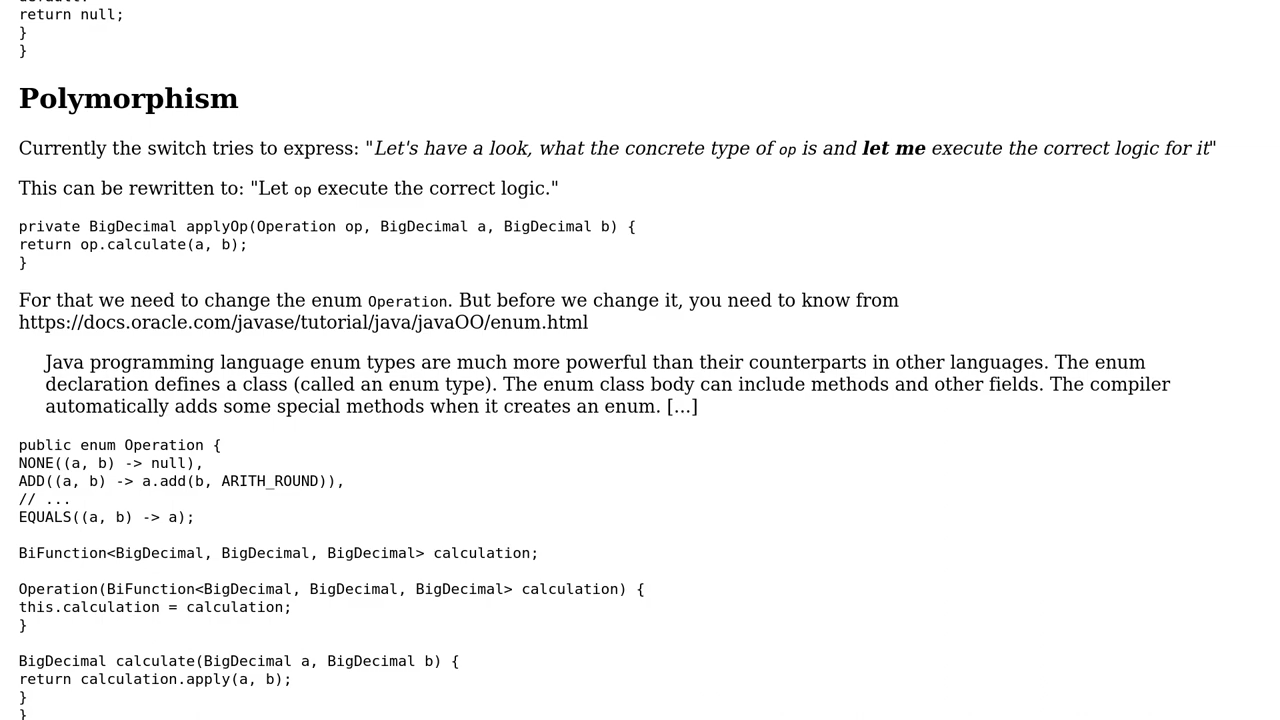 return null;
}
}
Polymorphism
Currently the switch tries to express: "Let's have a look, what the concrete type of op is and let me execute the correct logic for it"
This can be rewritten to: "Let op execute the correct logic."
private BigDecimal applyOp(Operation op, BigDecimal a, BigDecimal b) {
return op.calculate(a, b);
}
For that we need to change the enum Operation. But before we change it, you need to know from
https://docs.oracle.com/javase/tutorial/java/javaOO/enum.html
Java programming language enum types are much more powerful than their counterparts in other languages. The enum
declaration defines a class (called an enum type). The enum class body can include methods and other fields. The compiler
automatically adds some special methods when it creates an enum. [...]
public enum Operation {
NONE((a, b) -> null),
ADD((a, b) -> a.add(b, ARITH_ROUND)),
// ...
EQUALS((a, b) -> a);
BiFunction<BigDecimal, BigDecimal, BigDecimal> calculation;
Operation(BiFunction<BigDecimal, BigDecimal, BigDecimal> calculation) {
this.calculation = calculation;
}
BigDecimal calculate(BigDecimal a, BigDecimal b) {
return calculation.apply(a, b);
}
}